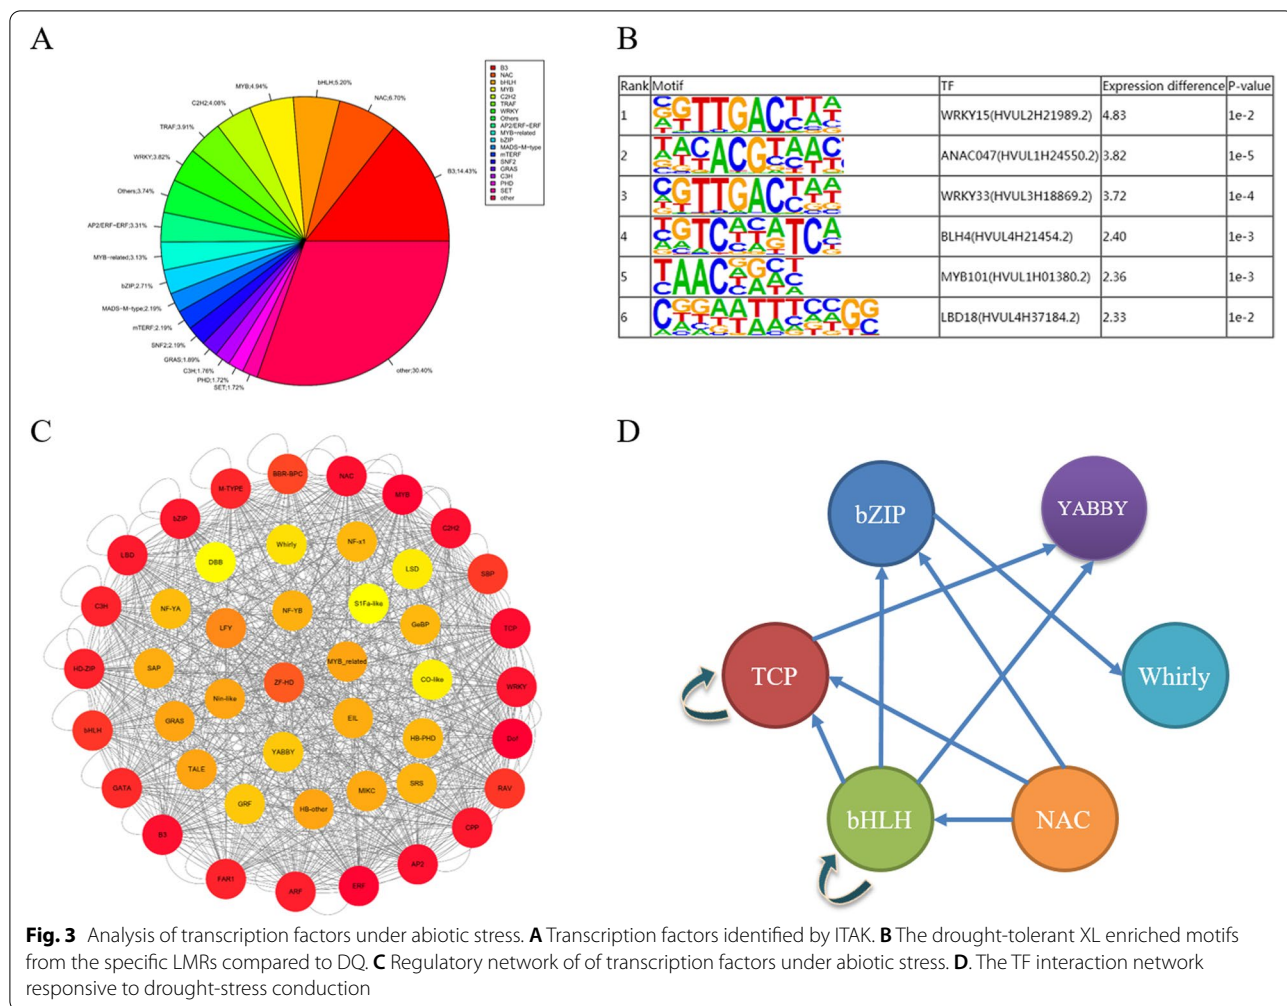 A
B3
NAC
bHLH
MYB
C2H2
TRAF
WRKY
Others
AP2/ERF−ERF
MYB−related
bZIP
MADS−M−type
mTERF
SNF2
GRAS
C3H
PHD
SET
other
bHLH;5.20%
MYB;4.94%
NAC;6.70%
C2H2;4.06%
TRAF;3.91%
B3;14.43%
WRKY;3.82%
Others;3.74%
AP2/ERF−ERF;3.31%
MYB−related;3.13%
bZIP;2.71%
MADS−M−type;2.19%
mTERF;2.19%
SNF2;2.19%
GRAS;1.89%
C3H;1.76%
PHD;1.72%
SET;1.72%
other;30.40%
B
Rank Motif TF Expression difference P-value
1 WRKY15(HVUL2H21989.2) 4.83 1e-2
2 ANAC047(HVUL1H24550.2) 3.82 1e-5
3 WRKY33(HVUL3H18869.2) 3.72 1e-4
4 BLH4(HVUL4H21454.2) 2.40 1e-3
5 MYB101(HVUL1H01380.2) 2.36 1e-3
6 LBD18(HVUL4H37184.2) 2.33 1e-2
C
BBR-BPC
NAC
M-TYPE
MYB
bZIP
C2H2
Whirly
NF-x1
LBD
DBB
LSD
SBP
C3H
NF-YA
NF-YB
S1Fa-like
LFY
GeBP
TCP
HD-ZIP
SAP
MYB_related
ZF-HD
CO-like
WRKY
Nin-like
bHLH
GRAS
EIL
HB-PHD
Dof
YABBY
TALE
GATA
GRF
HB-other
MIKC
SRS
RAV
B3
CPP
FAR1
ARF
ERF
AP2
D
bZIP
YABBY
TCP
Whirly
bHLH
NAC
Fig. 3 Analysis of transcription factors under abiotic stress. A Transcription factors identified by ITAK. B The drought-tolerant XL enriched motifs
from the specific LMRs compared to DQ. C Regulatory network of of transcription factors under abiotic stress. D. The TF interaction network
responsive to drought-stress conduction